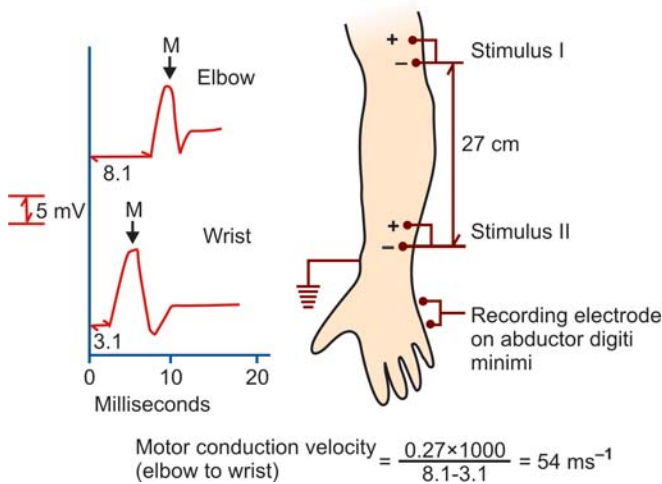 M
Elbow
8.1
5 mV
M
Wrist
3.1
0 10 20
Milliseconds
+
–
Stimulus I
27 cm
+
–
Stimulus II
Recording electrode
on abductor digiti
minimi
Motor conduction velocity
(elbow to wrist)
= 0.27×1000 / 8.1-3.1 = 54 ms⁻¹